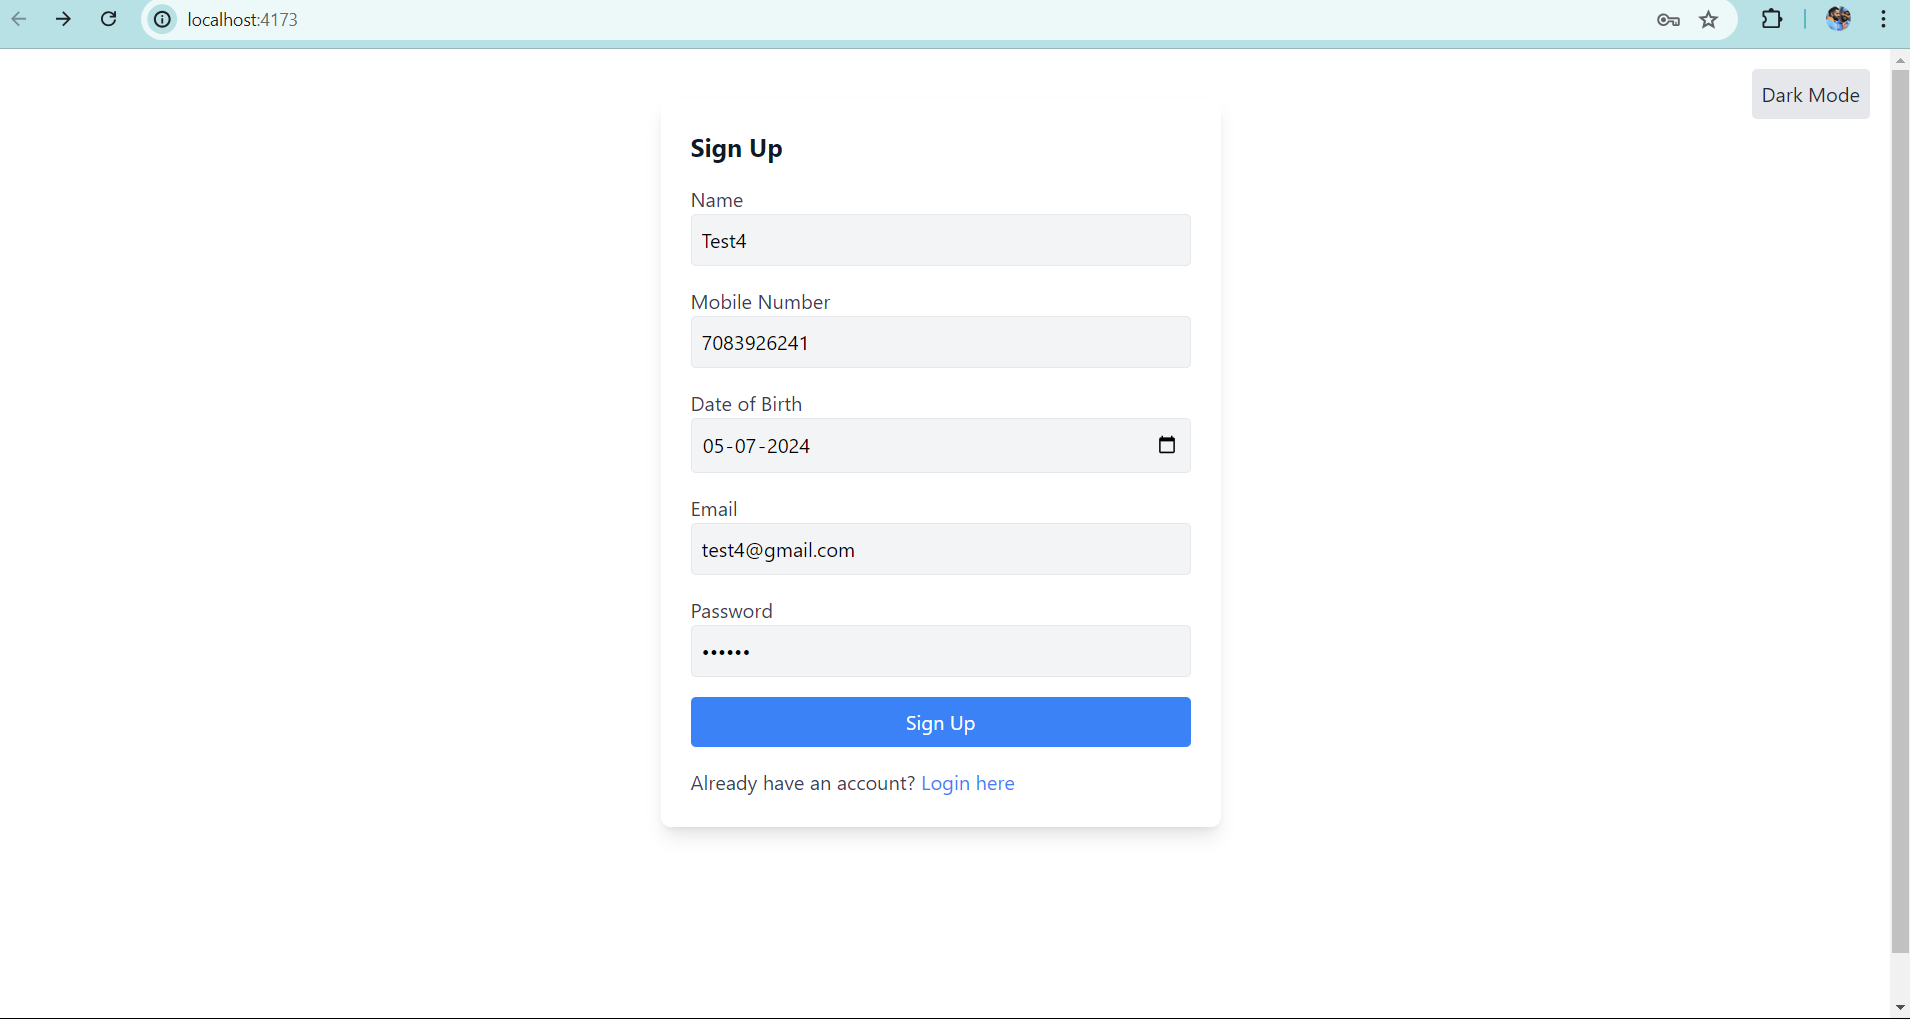 localhost:4173
Dark Mode
Sign Up
Name
Test4
Mobile Number
7083926241
Date of Birth
05-07-2024
Email
test4@gmail.com
Password
••••••
Sign Up
Already have an account? Login here